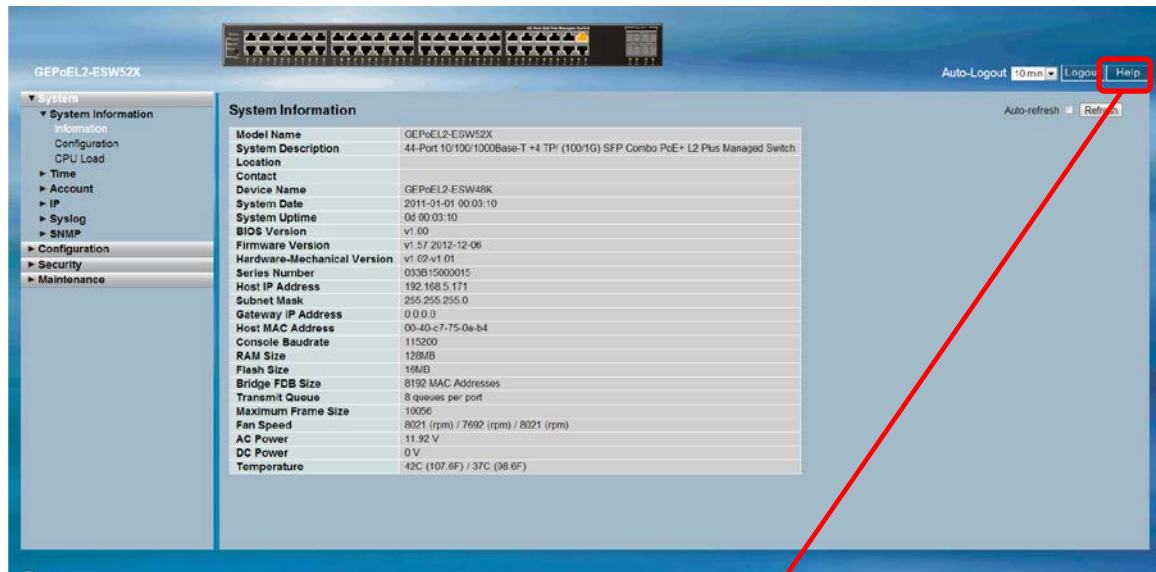 GEPoEL2-ESW52X
Auto-Logout 10 min Logout Help
▼ System
▼ System Information
Information
Configuration
CPU Load
► Time
► Account
► IP
► Syslog
► SNMP
► Configuration
► Security
► Maintenance
System Information
Auto-refresh Refresh
Model Name GEPoEL2-ESW52X
System Description 44-Port 10/100/1000Base-T +4 TP/ (100/1G) SFP Combo PoE+ L2 Plus Managed Switch
Location
Contact
Device Name GEPoEL2-ESW48K
System Date 2011-01-01 00:03:10
System Uptime 0d 00:03:10
BIOS Version v1.00
Firmware Version v1.57 2012-12-06
Hardware-Mechanical Version v1.02-v1.01
Series Number 033B15000015
Host IP Address 192.168.5.171
Subnet Mask 255.255.255.0
Gateway IP Address 0.0.0.0
Host MAC Address 00-40-c7-75-0a-b4
Console Baudrate 115200
RAM Size 128MB
Flash Size 16MB
Bridge FDB Size 8192 MAC Addresses
Transmit Queue 8 queues per port
Maximum Frame Size 10056
Fan Speed 8021 (rpm) / 7692 (rpm) / 8021 (rpm)
AC Power 11.92 V
DC Power 0 V
Temperature 42C (107.6F) / 37C (98.6F)